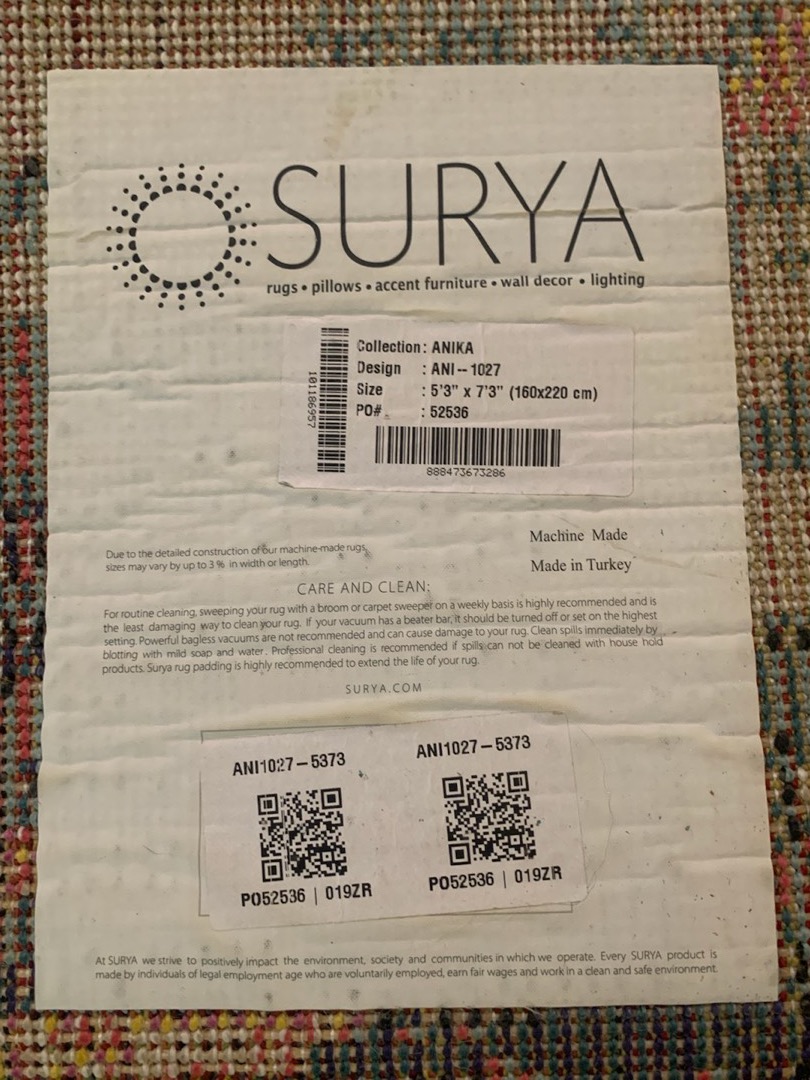 SURYA
rugs • pillows • accent furniture • wall decor • lighting
Collection : ANIKA
Design : ANI -- 1027
Size : 5'3" x 7'3" (160x220 cm)
PO# : 52536
101186957
888473673286
Machine Made
Made in Turkey
Due to the detailed construction of our machine-made rugs,
sizes may vary by up to 3 % in width or length.
CARE AND CLEAN:
For routine cleaning, sweeping your rug with a broom or carpet sweeper on a weekly basis is highly recommended and is
the least damaging way to clean your rug. If your vacuum has a beater bar, it should be turned off or set on the highest
setting. Powerful bagless vacuums are not recommended and can cause damage to your rug. Clean spills immediately by
blotting with mild soap and water. Professional cleaning is recommended if spills can not be cleaned with house hold
products. Surya rug padding is highly recommended to extend the life of your rug.
SURYA.COM
ANI1027 – 5373
PO52536 | 019ZR
ANI1027 – 5373
PO52536 | 019ZR
At SURYA we strive to positively impact the environment, society and communities in which we operate. Every SURYA product is
made by individuals of legal employment age who are voluntarily employed, earn fair wages and work in a clean and safe environment.